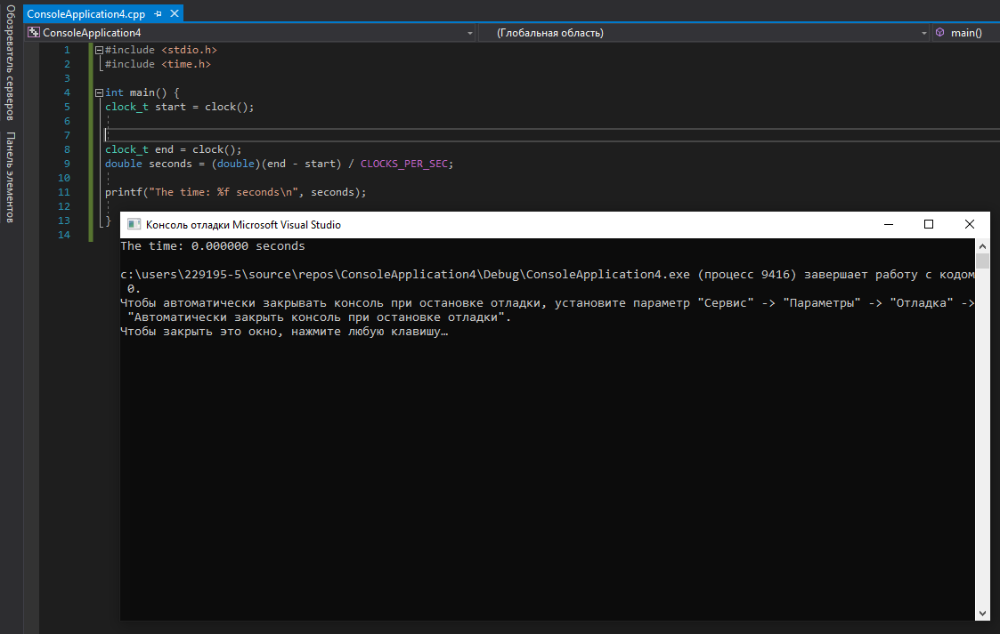 Обозреватель серверов
Панель элементов
ConsoleApplication4.cpp
ConsoleApplication4
(Глобальная область)
main()
1 #include <stdio.h>
2 #include <time.h>
3
4 int main() {
5 clock_t start = clock();
6
7
8 clock_t end = clock();
9 double seconds = (double)(end - start) / CLOCKS_PER_SEC;
10
11 printf("The time: %f seconds\n", seconds);
12
13 }
14
Консоль отладки Microsoft Visual Studio
The time: 0.000000 seconds
c:\users\229195-5\source\repos\ConsoleApplication4\Debug\ConsoleApplication4.exe (процесс 9416) завершает работу с кодом
0.
Чтобы автоматически закрывать консоль при остановке отладки, установите параметр "Сервис" -> "Параметры" -> "Отладка" ->
"Автоматически закрыть консоль при остановке отладки".
Чтобы закрыть это окно, нажмите любую клавишу…